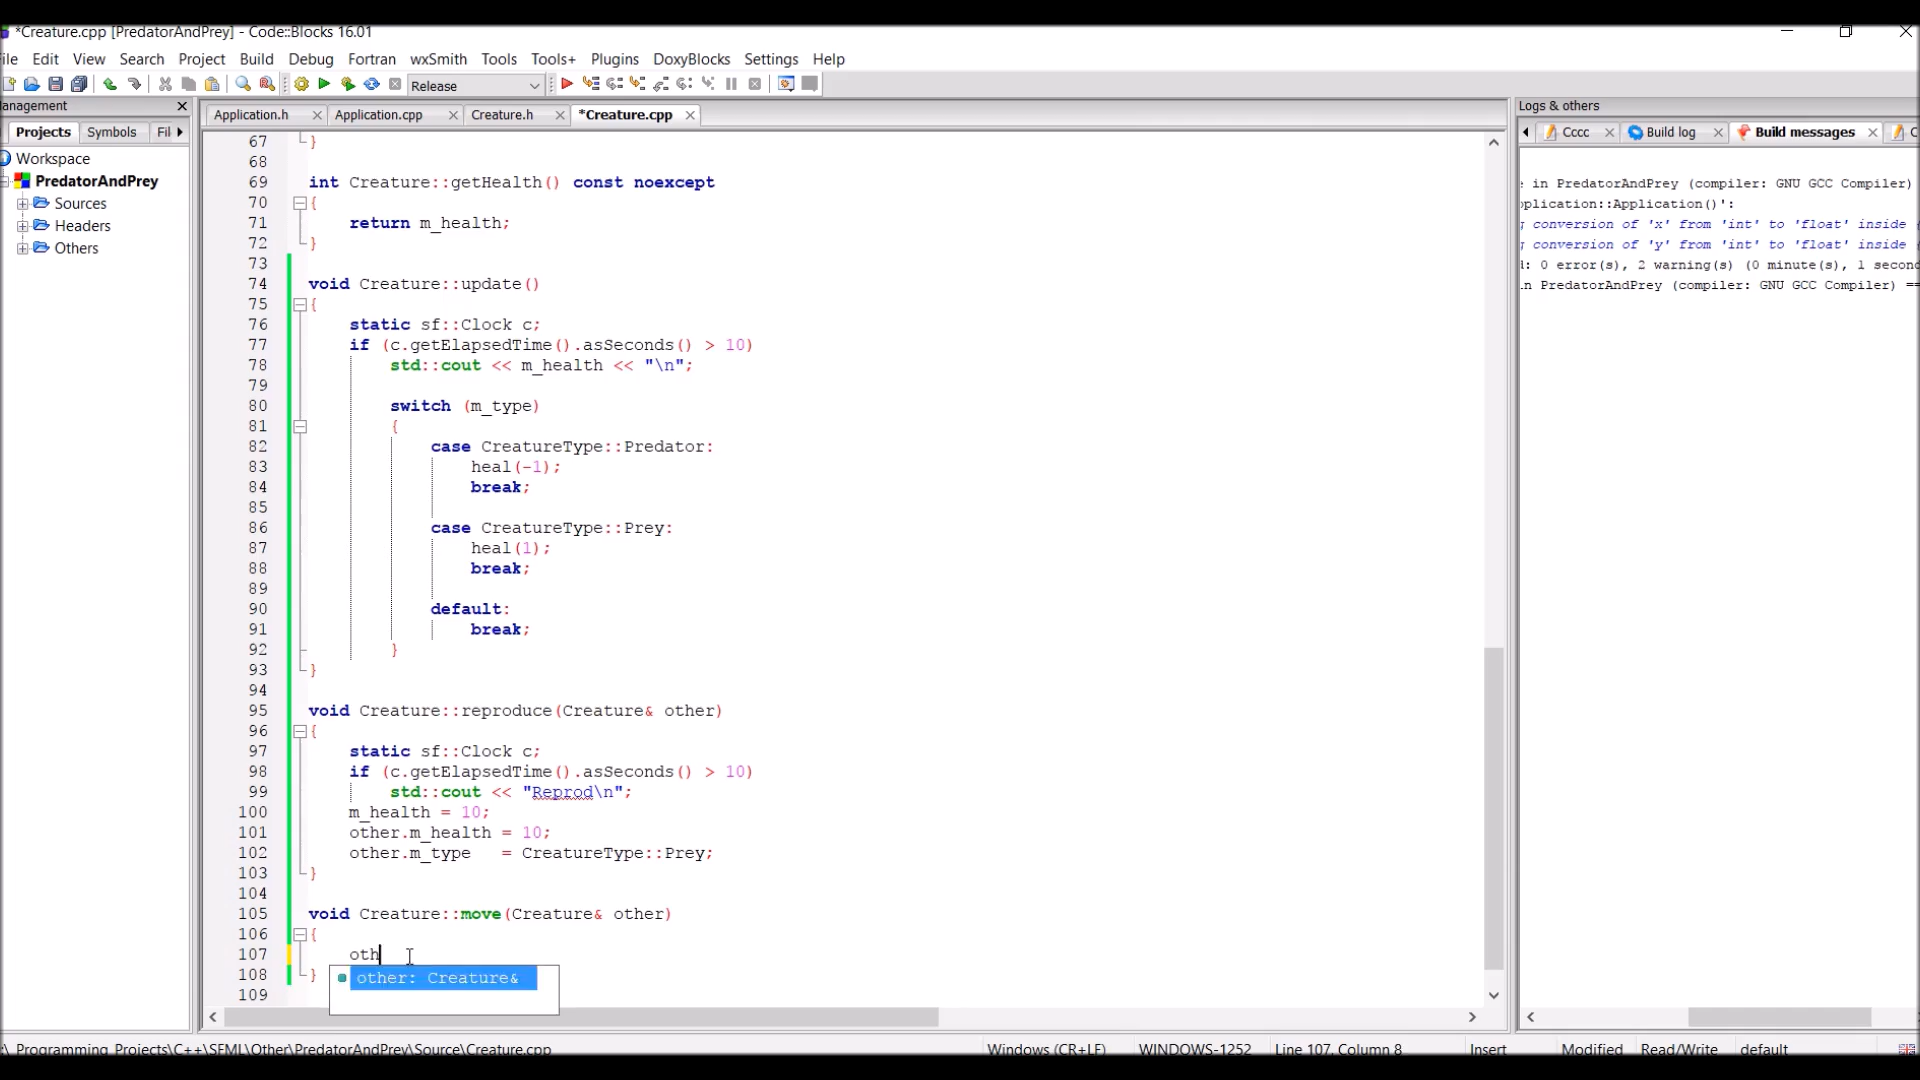 *Creature.cpp [PredatorAndPrey] - Code::Blocks 16.01
ile Edit View Search Project Build Debug Fortran wxSmith Tools Tools+ Plugins DoxyBlocks Settings Help
Release
anagement
Projects Symbols Fil
Workspace
PredatorAndPrey
Sources
Headers
Others
Application.h Application.cpp Creature.h *Creature.cpp
67 }
68
69 int Creature::getHealth() const noexcept
70 {
71 return m_health;
72 }
73
74 void Creature::update()
75 {
76 static sf::Clock c;
77 if (c.getElapsedTime().asSeconds() > 10)
78 std::cout << m_health << "\n";
79
80 switch (m_type)
81 {
82 case CreatureType::Predator:
83 heal(-1);
84 break;
85
86 case CreatureType::Prey:
87 heal(1);
88 break;
89
90 default:
91 break;
92 }
93 }
94
95 void Creature::reproduce(Creature& other)
96 {
97 static sf::Clock c;
98 if (c.getElapsedTime().asSeconds() > 10)
99 std::cout << "Reprod\n";
100 m_health = 10;
101 other.m_health = 10;
102 other.m_type = CreatureType::Prey;
103 }
104
105 void Creature::move(Creature& other)
106 {
107 oth
other: Creature&
108 }
109
Logs & others
Cccc Build log Build messages C
e in PredatorAndPrey (compiler: GNU GCC Compiler)
pplication::Application()':
g conversion of 'x' from 'int' to 'float' inside {
g conversion of 'y' from 'int' to 'float' inside {
d: 0 error(s), 2 warning(s) (0 minute(s), 1 second
in PredatorAndPrey (compiler: GNU GCC Compiler) ==
:\ Programming Projects\C++\SFML\Other\PredatorAndPrey\Source\Creature.cpp Windows (CR+LF) WINDOWS-1252 Line 107, Column 8 Insert Modified Read/Write default